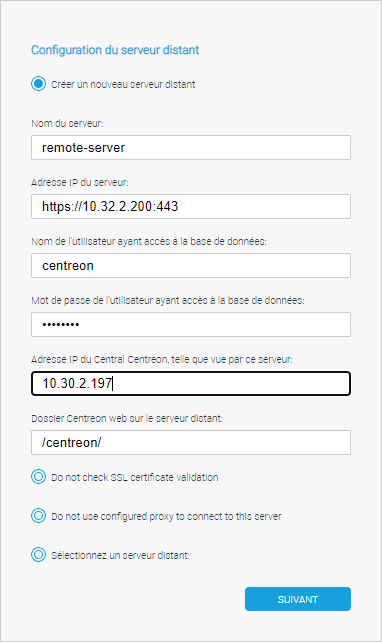 Configuration du serveur distant
Créer un nouveau serveur distant
Nom du serveur:
remote-server
Adresse IP du serveur:
https://10.32.2.200:443
Nom de l'utilisateur ayant accès à la base de données:
centreon
Mot de passe de l'utilisateur ayant accès à la base de données:
••••••••
Adresse IP du Central Centreon, telle que vue par ce serveur:
10.30.2.197
Dossier Centreon web sur le serveur distant:
/centreon/
Do not check SSL certificate validation
Do not use configured proxy to connect to this server
Sélectionnez un serveur distant:
SUIVANT